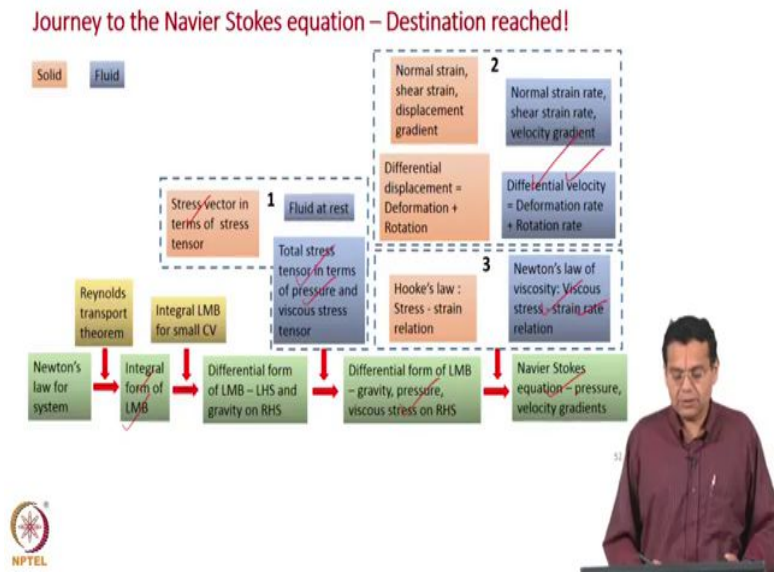 Journey to the Navier Stokes equation – Destination reached!
Solid
Fluid
Normal strain,
shear strain,
displacement
gradient
2
Normal strain rate,
shear strain rate,
velocity gradient
Differential
displacement =
Deformation +
Rotation
Differential velocity
= Deformation rate
+ Rotation rate
Stress vector in
terms of stress
tensor
1
Fluid at rest
Total stress
tensor in terms
of pressure and
viscous stress
tensor
3
Hooke's law :
Stress - strain
relation
Newton's law of
viscosity: Viscous
stress - strain rate
relation
Reynolds
transport
theorem
Integral LMB
for small CV
Newton's
law for
system
Integral
form of
LMB
Differential form
of LMB – LHS and
gravity on RHS
Differential form of LMB
– gravity, pressure,
viscous stress on RHS
Navier Stokes
equation – pressure,
velocity gradients
NPTEL